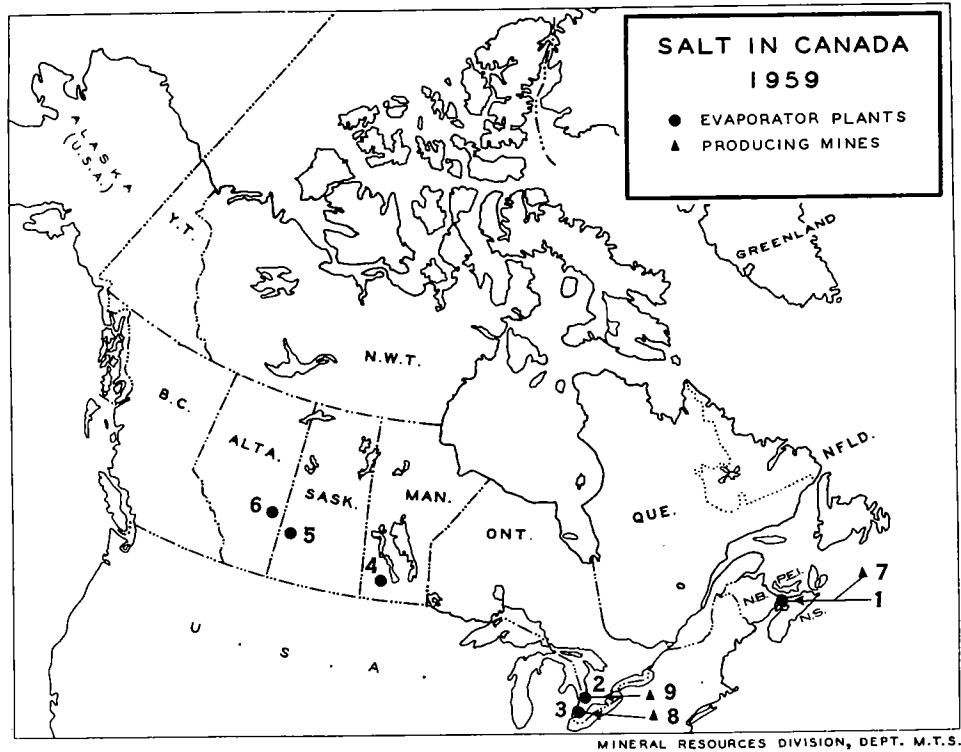 SALT IN CANADA
1959
EVAPORATOR PLANTS
PRODUCING MINES
ALASKA
(U.S.A.)
Y.T.
GREENLAND
N.W.T.
B.C.
ALTA.
SASK.
MAN.
ONT.
QUE.
NFLD.
6
5
4
P.E.I.
7
N.B.
1
N.S.
U. S. A.
2
9
3
8
MINERAL RESOURCES DIVISION, DEPT. M.T.S.